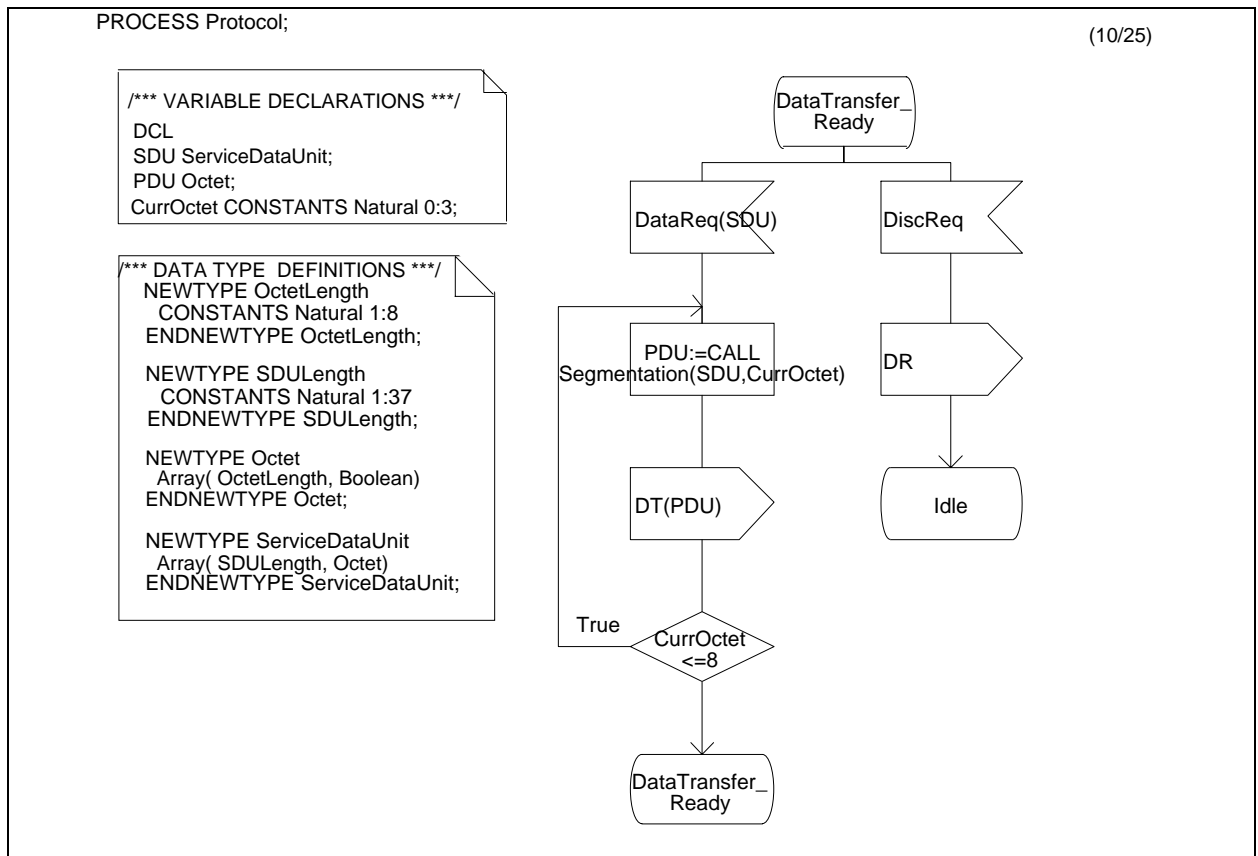 PROCESS Protocol;
(10/25)
/*** VARIABLE DECLARATIONS ***/
DCL
SDU ServiceDataUnit;
PDU Octet;
CurrOctet CONSTANTS Natural 0:3;
/*** DATA TYPE DEFINITIONS ***/
NEWTYPE OctetLength
CONSTANTS Natural 1:8
ENDNEWTYPE OctetLength;
NEWTYPE SDULength
CONSTANTS Natural 1:37
ENDNEWTYPE SDULength;
NEWTYPE Octet
Array( OctetLength, Boolean)
ENDNEWTYPE Octet;
NEWTYPE ServiceDataUnit
Array( SDULength, Octet)
ENDNEWTYPE ServiceDataUnit;
DataTransfer_
Ready
DataReq(SDU)
DiscReq
PDU:=CALL
Segmentation(SDU,CurrOctet)
DR
DT(PDU)
Idle
True
CurrOctet
<=8
DataTransfer_
Ready